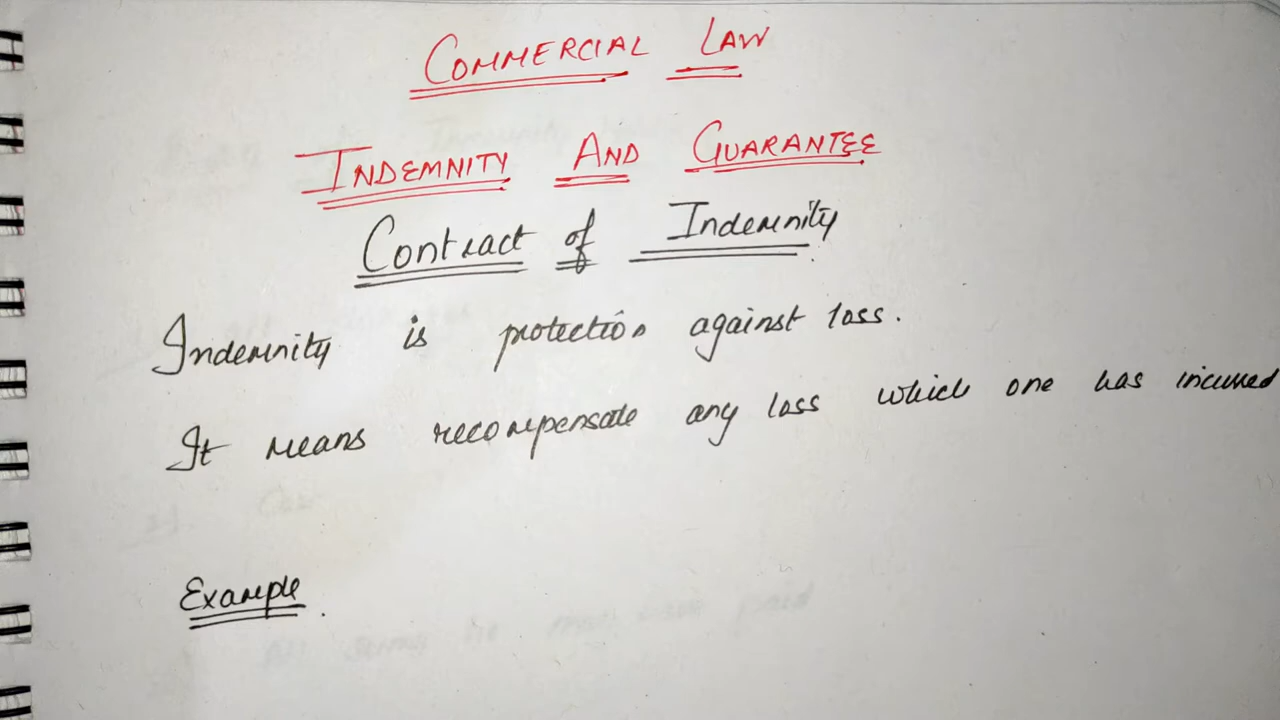 COMMERCIAL LAW
INDEMNITY AND GUARANTEE
Contract of Indemnity
Indemnity is protection against loss.
It means recompensate any loss which one has incurred
Example